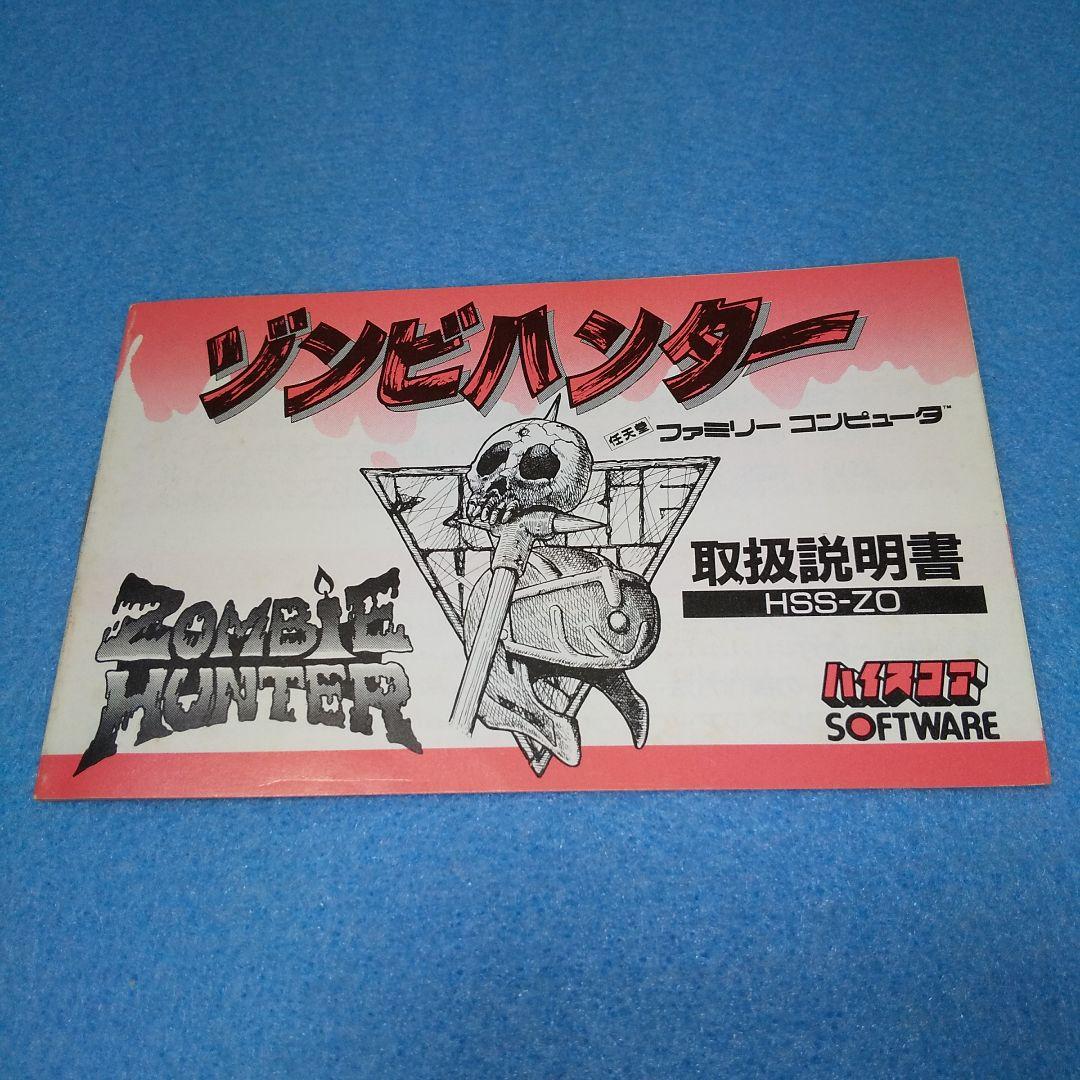 ゾンビハンター
任天堂 ファミリー コンピュータ™
取扱説明書
HSS-ZO
ZOMBiE
HUNTER
ハイスコア
SOFTWARE